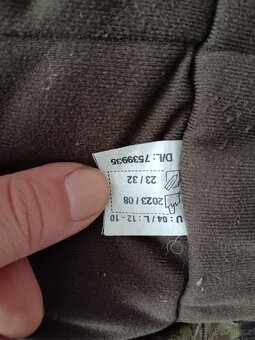 D/L: 7539935
23 / 32
2023 / 08
U : 04 / L : 12 - 10